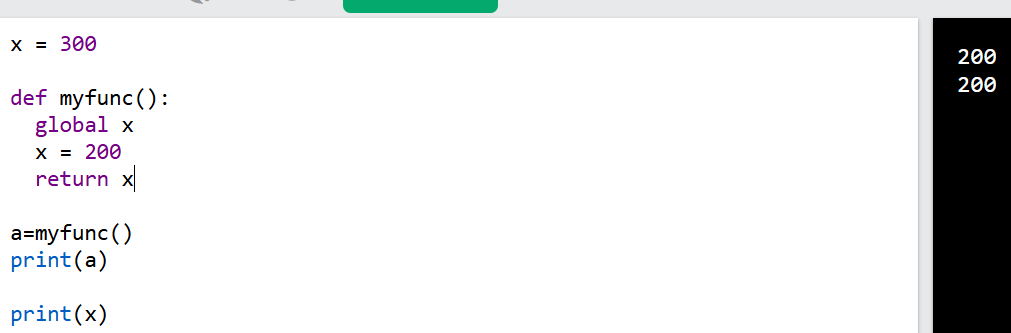 x = 300
def myfunc():
  global x
  x = 200
  return x
a=myfunc()
print(a)
print(x)
200
200